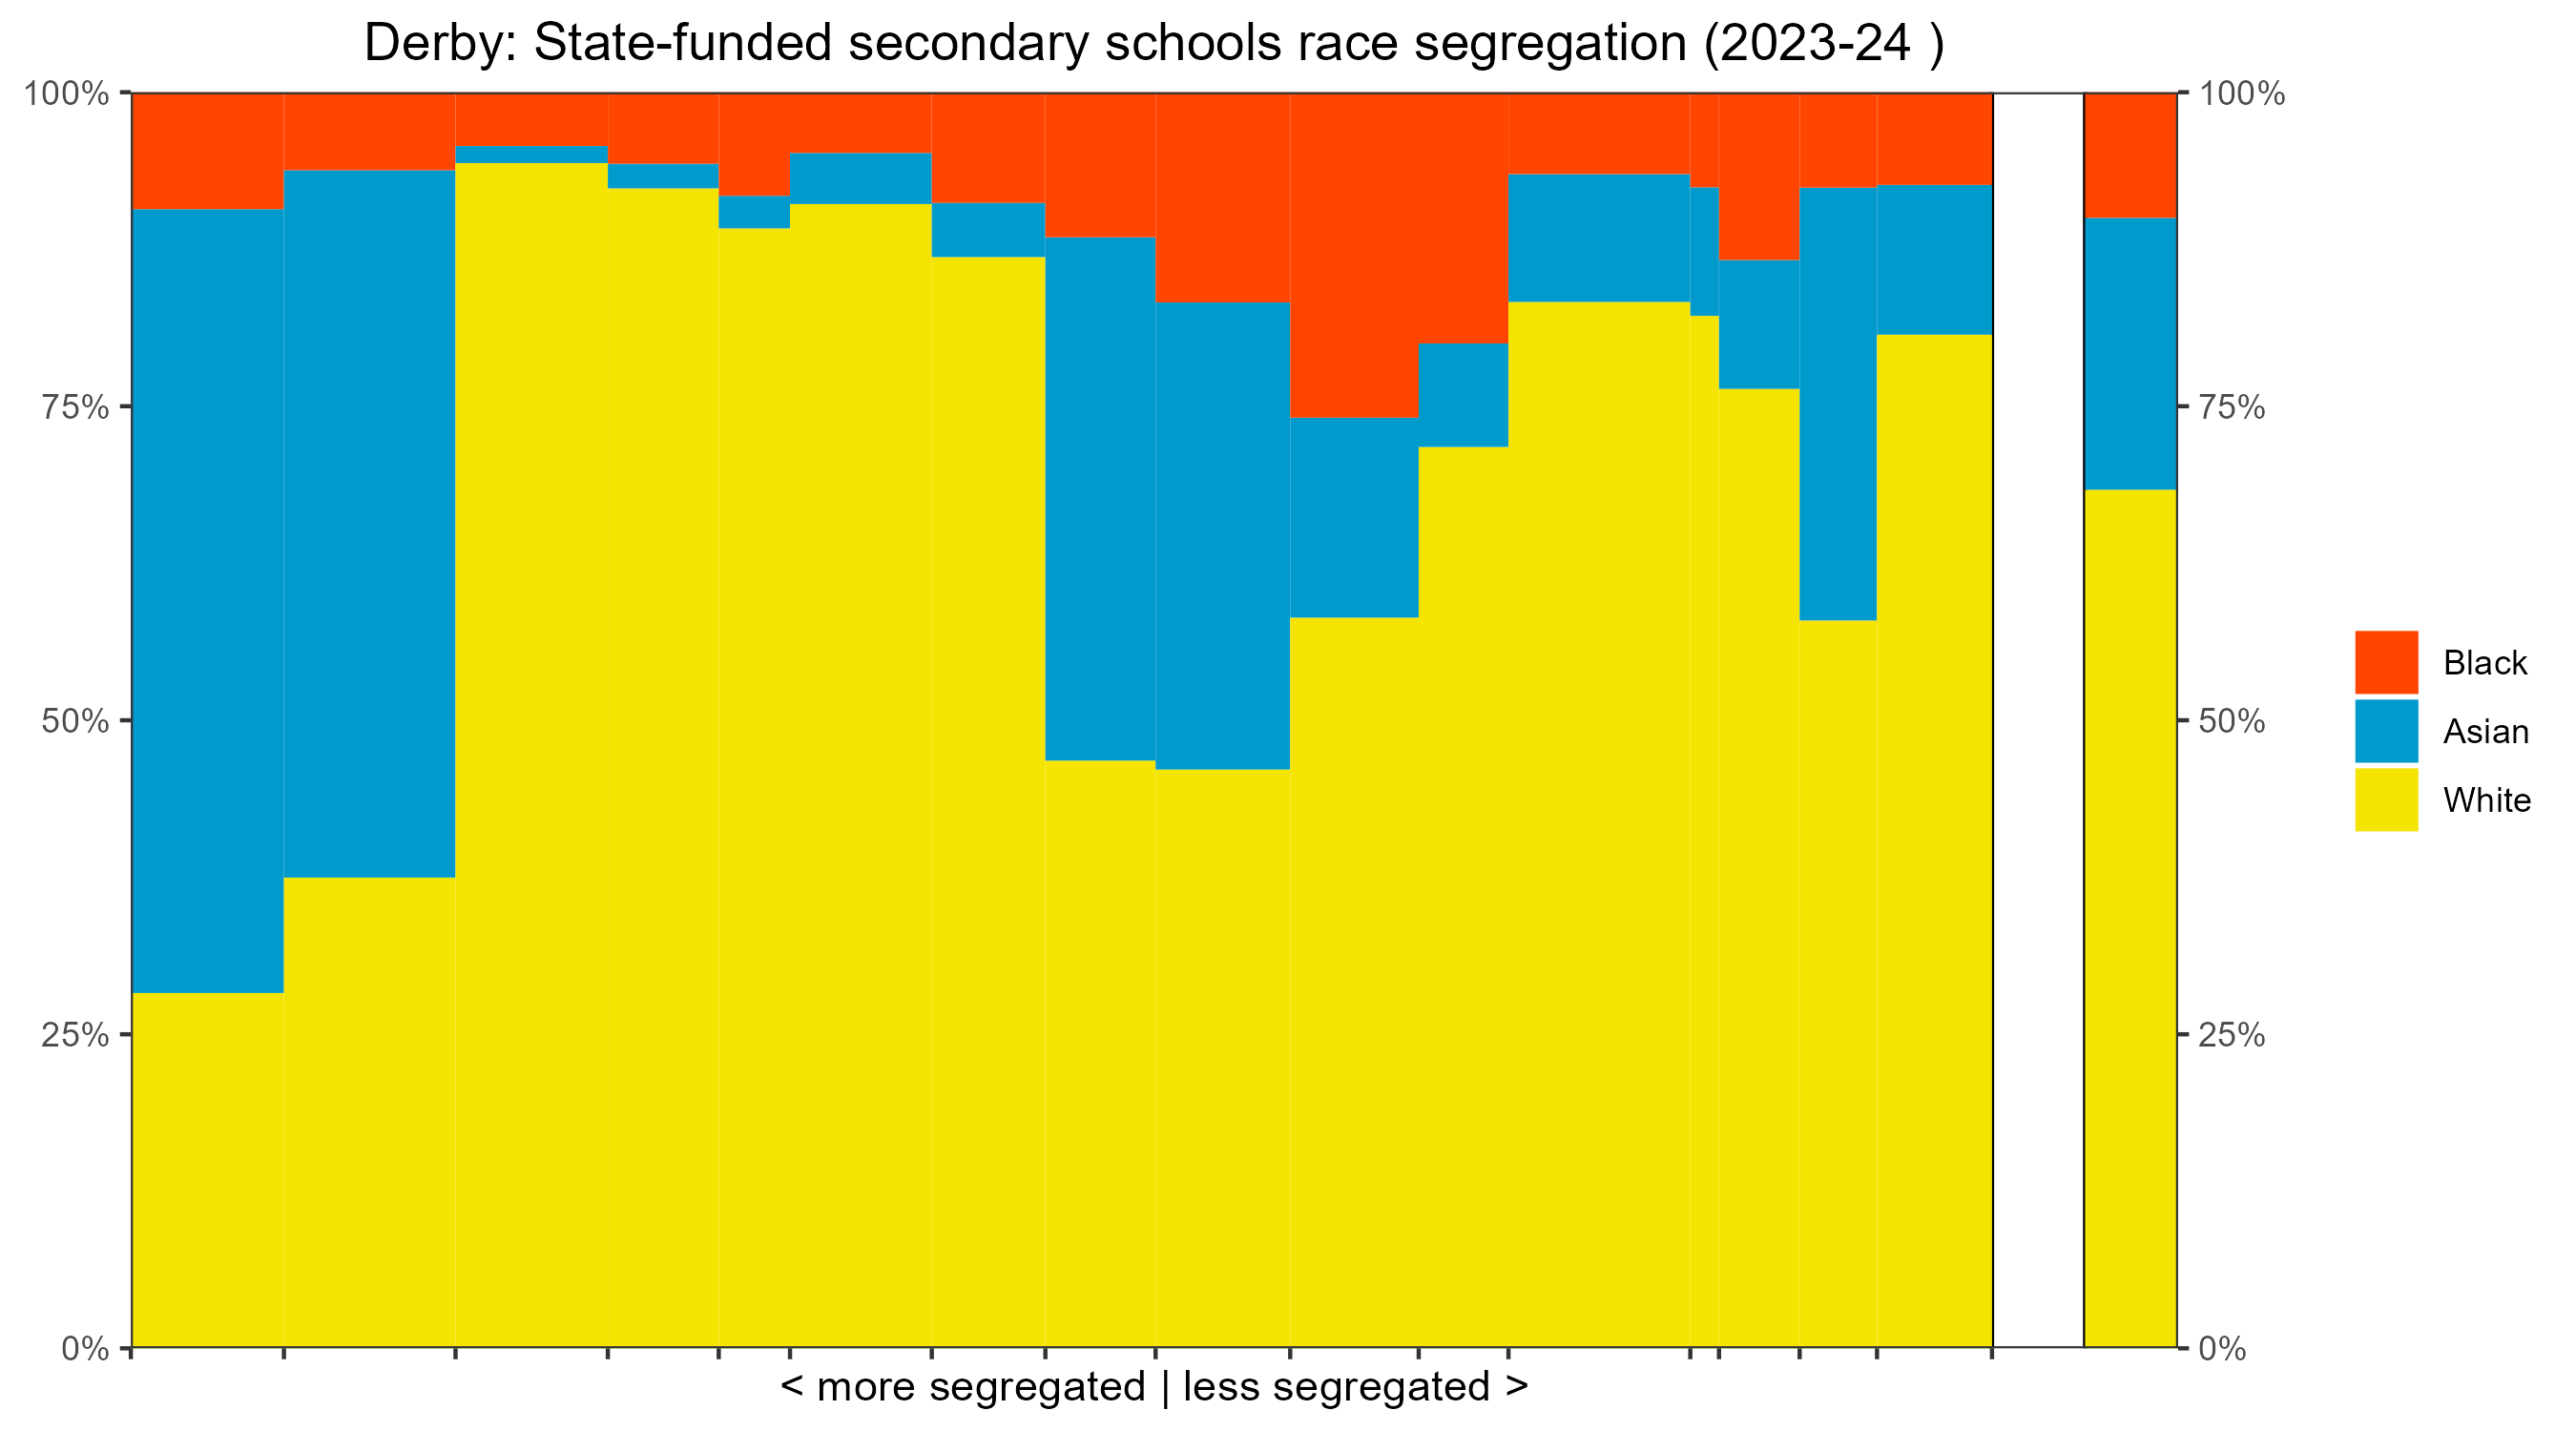 Derby: State-funded secondary schools race segregation (2023-24 )
100%
75%
50%
25%
0%
100%
75%
50%
25%
0%
Black
Asian
White
< more segregated | less segregated >